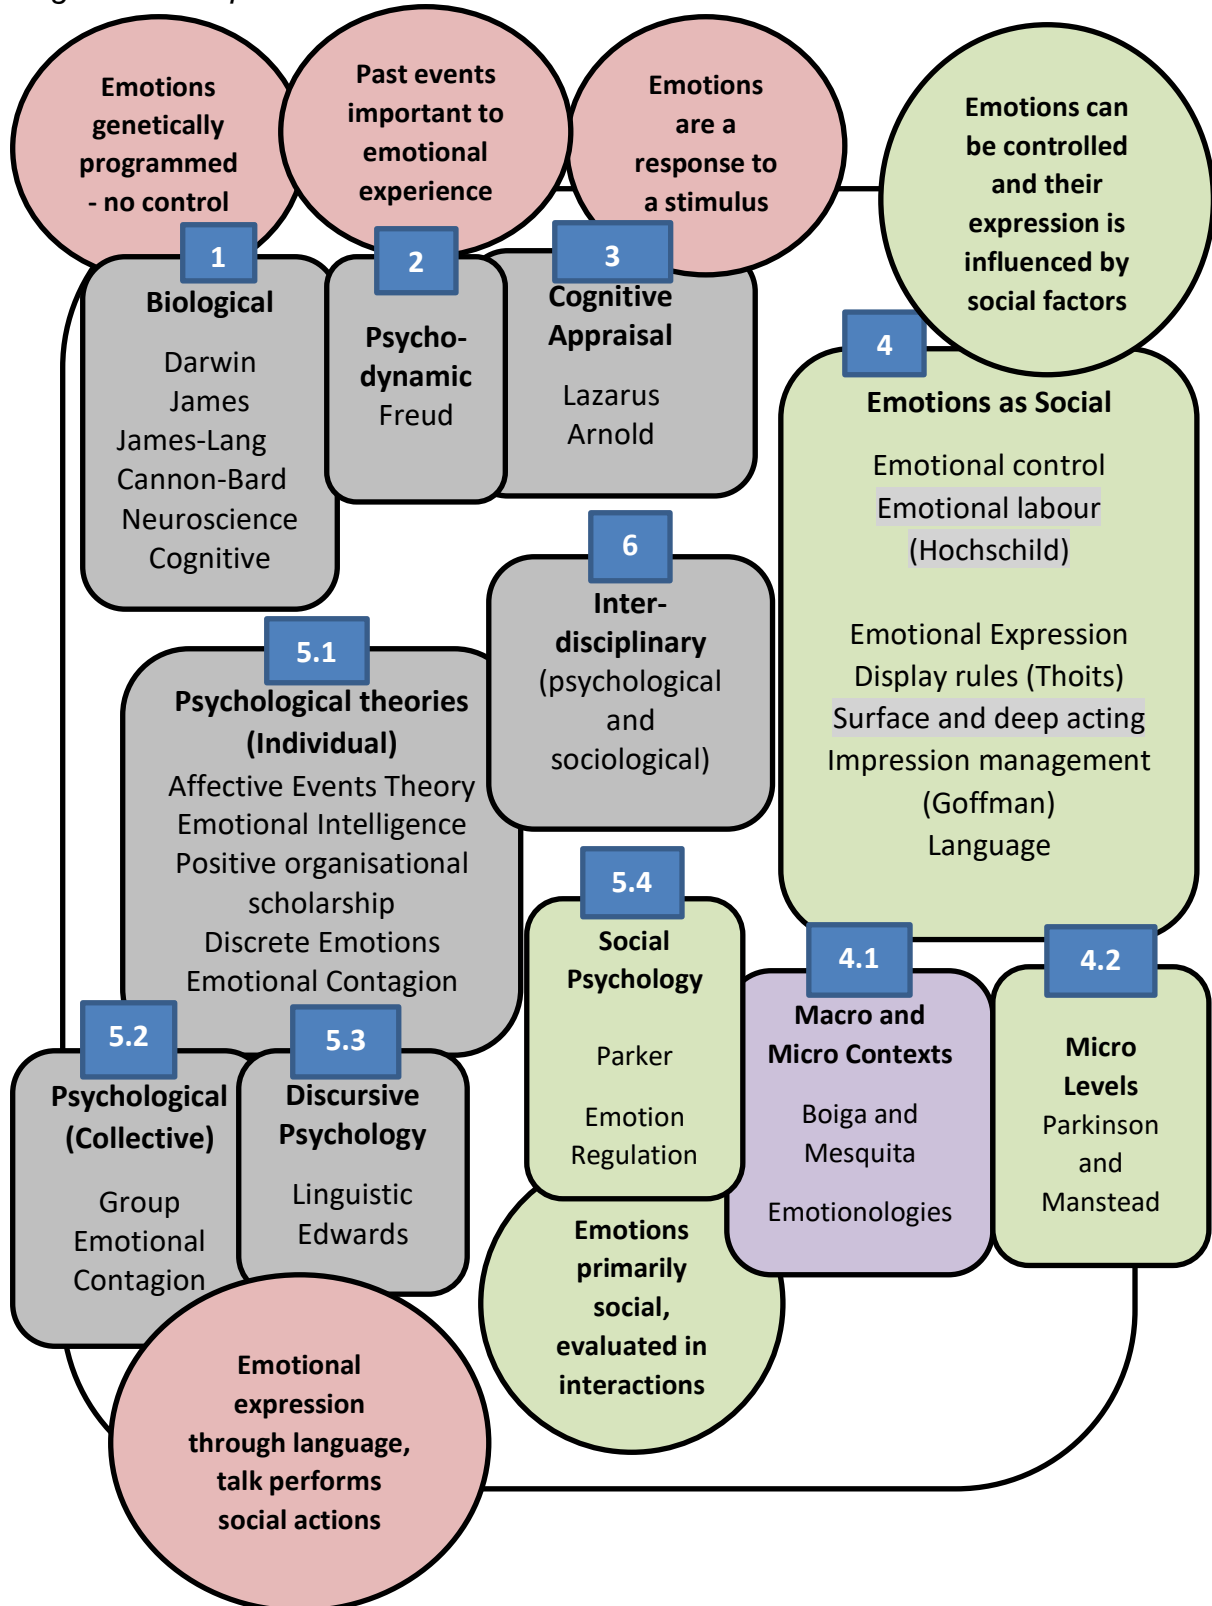 Emotions
genetically
programmed
- no control
Past events
important to
emotional
experience
Emotions
are a
response to
a stimulus
Emotions can
be controlled
and their
expression is
influenced by
social factors
1
Biological
Darwin
James
James-Lang
Cannon-Bard
Neuroscience
Cognitive
2
Psycho-
dynamic
Freud
3
Cognitive
Appraisal
Lazarus
Arnold
4
Emotions as Social
Emotional control
Emotional labour
(Hochschild)
Emotional Expression
Display rules (Thoits)
Surface and deep acting
Impression management
(Goffman)
Language
6
Inter-
disciplinary
(psychological
and
sociological)
5.1
Psychological theories
(Individual)
Affective Events Theory
Emotional Intelligence
Positive organisational
scholarship
Discrete Emotions
Emotional Contagion
5.4
Social
Psychology
Parker
Emotion
Regulation
4.1
Macro and
Micro Contexts
Boiga and
Mesquita
Emotionologies
4.2
Micro
Levels
Parkinson
and
Manstead
5.2
Psychological
(Collective)
Group
Emotional
Contagion
5.3
Discursive
Psychology
Linguistic
Edwards
Emotions
primarily
social,
evaluated in
interactions
Emotional
expression
through language,
talk performs
social actions